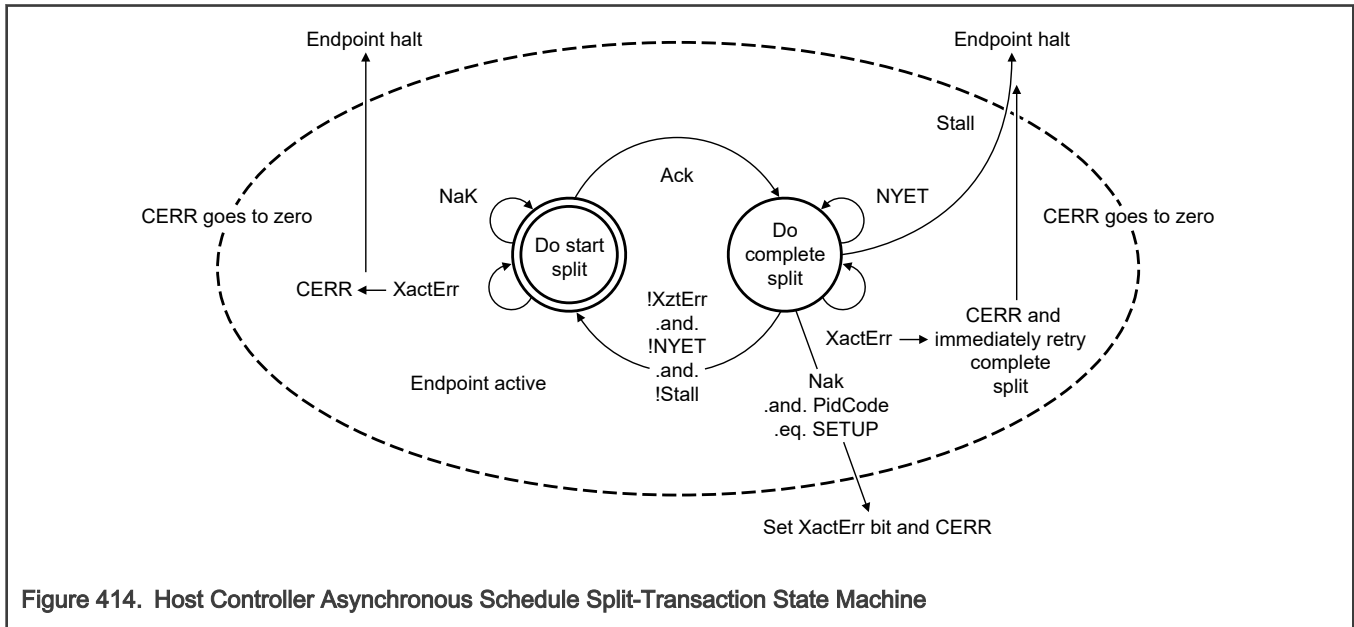 Endpoint halt
Endpoint halt
Stall
Ack
NaK
NYET
CERR goes to zero
CERR goes to zero
Do start
split
Do
complete
split
CERR
XactErr
!XztErr
.and.
!NYET
.and.
!Stall
XactErr
CERR and
immediately retry
complete
split
Endpoint active
Nak
.and. PidCode
.eq. SETUP
Set XactErr bit and CERR
Figure 414. Host Controller Asynchronous Schedule Split-Transaction State Machine